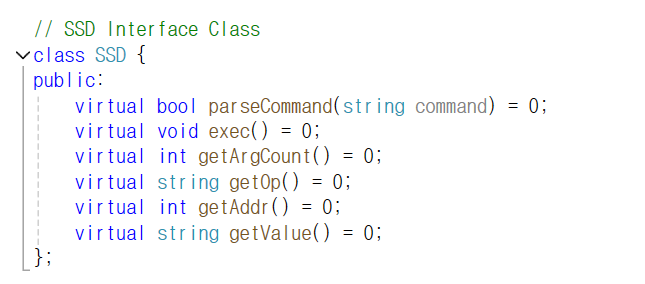 // SSD Interface Class
class SSD {
public:
    virtual bool parseCommand(string command) = 0;
    virtual void exec() = 0;
    virtual int getArgCount() = 0;
    virtual string getOp() = 0;
    virtual int getAddr() = 0;
    virtual string getValue() = 0;
};